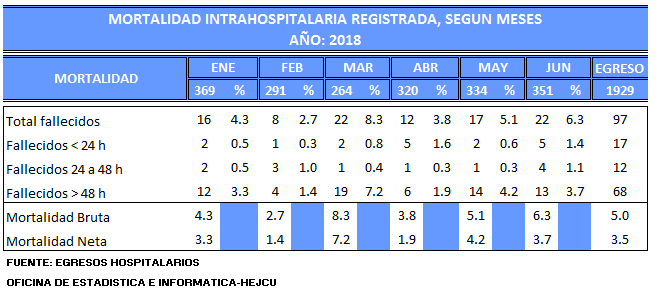 MORTALIDAD INTRAHOSPITALARIA REGISTRADA, SEGUN MESES
AÑO: 2018
MORTALIDAD ENE FEB MAR ABR MAY JUN EGRESO
369 % 291 % 264 % 320 % 334 % 351 % 1929
Total fallecidos 16 4.3 8 2.7 22 8.3 12 3.8 17 5.1 22 6.3 97
Fallecidos < 24 h 2 0.5 1 0.3 2 0.8 5 1.6 2 0.6 5 1.4 17
Fallecidos 24 a 48 h 2 0.5 3 1.0 1 0.4 1 0.3 1 0.3 4 1.1 12
Fallecidos > 48 h 12 3.3 4 1.4 19 7.2 6 1.9 14 4.2 13 3.7 68
Mortalidad Bruta 4.3 2.7 8.3 3.8 5.1 6.3 5.0
Mortalidad Neta 3.3 1.4 7.2 1.9 4.2 3.7 3.5
FUENTE: EGRESOS HOSPITALARIOS
OFICINA DE ESTADISTICA E INFORMATICA-HEJCU